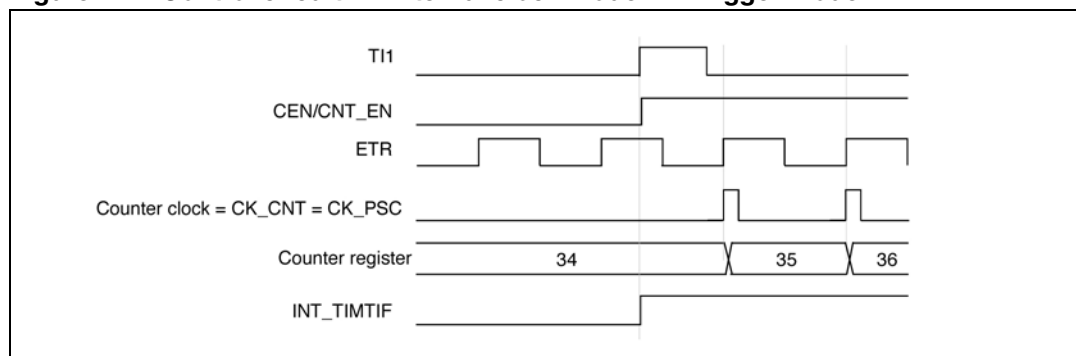 TI1
CEN/CNT_EN
ETR
Counter clock = CK_CNT = CK_PSC
Counter register 34 35 36
INT_TIMTIF